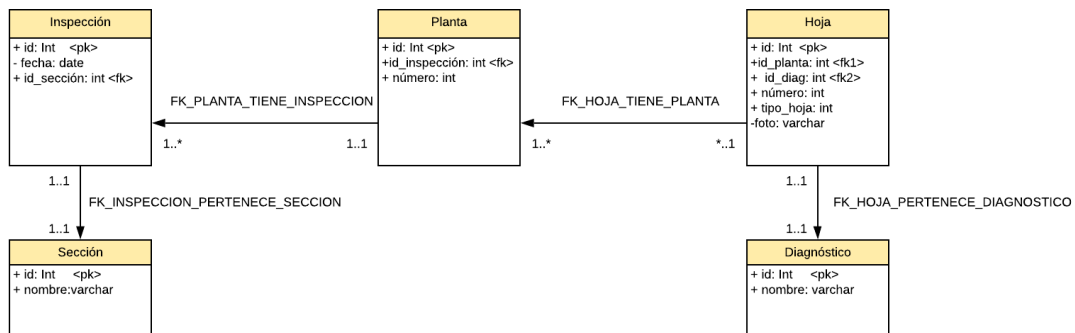 Inspección
+ id: Int <pk>
- fecha: date
+ id_sección: int <fk>
FK_PLANTA_TIENE_INSPECCION
1..*
1..1
Planta
+ id: Int <pk>
+id_inspección: int <fk>
+ número: int
FK_HOJA_TIENE_PLANTA
1..*
*..1
Hoja
+ id: Int <pk>
+id_planta: int <fk1>
+ id_diag: int <fk2>
+ número: int
+ tipo_hoja: int
-foto: varchar
1..1
FK_INSPECCION_PERTENECE_SECCION
1..1
1..1
FK_HOJA_PERTENECE_DIAGNOSTICO
1..1
Sección
+ id: Int <pk>
+ nombre:varchar
Diagnóstico
+ id: Int <pk>
+ nombre: varchar